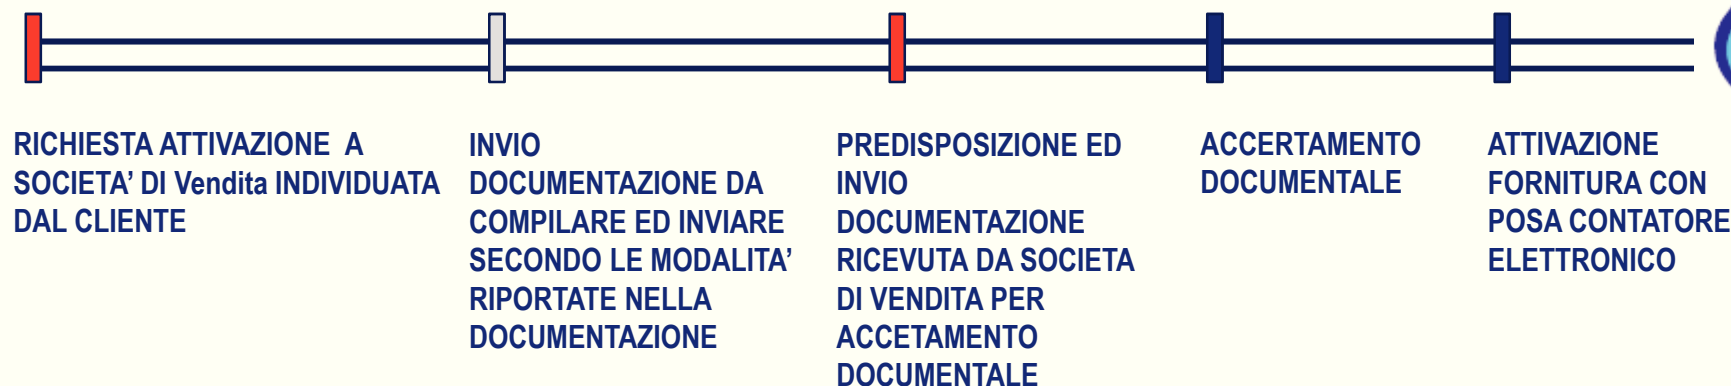 RICHIESTA ATTIVAZIONE A
SOCIETA' DI Vendita INDIVIDUATA
DAL CLIENTE
INVIO
DOCUMENTAZIONE DA
COMPILARE ED INVIARE
SECONDO LE MODALITA'
RIPORTATE NELLA
DOCUMENTAZIONE
PREDISPOSIZIONE ED
INVIO
DOCUMENTAZIONE
RICEVUTA DA SOCIETA
DI VENDITA PER
ACCETAMENTO
DOCUMENTALE
ACCERTAMENTO
DOCUMENTALE
ATTIVAZIONE
FORNITURA CON
POSA CONTATORE
ELETTRONICO